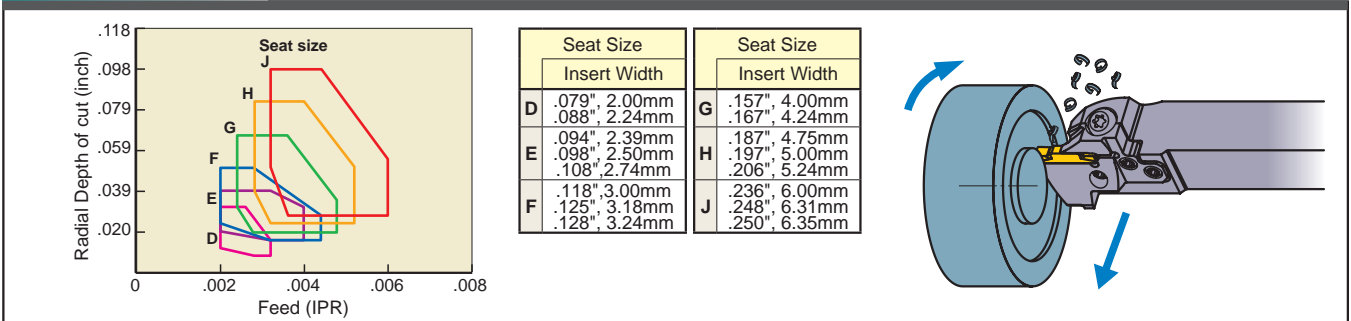 .118
.098
.079
.059
.039
.020
0 .002 .004 .006 .008
Radial Depth of cut (inch)
Feed (IPR)
Seat size
J
H
G
F
E
D
Seat Size
Insert Width
D .079", 2.00mm
.088", 2.24mm
E .094", 2.39mm
.098", 2.50mm
.108",2.74mm
F .118",3.00mm
.125", 3.18mm
.128", 3.24mm
Seat Size
Insert Width
G .157", 4.00mm
.167", 4.24mm
H .187", 4.75mm
.197", 5.00mm
.206", 5.24mm
J .236", 6.00mm
.248", 6.31mm
.250", 6.35mm